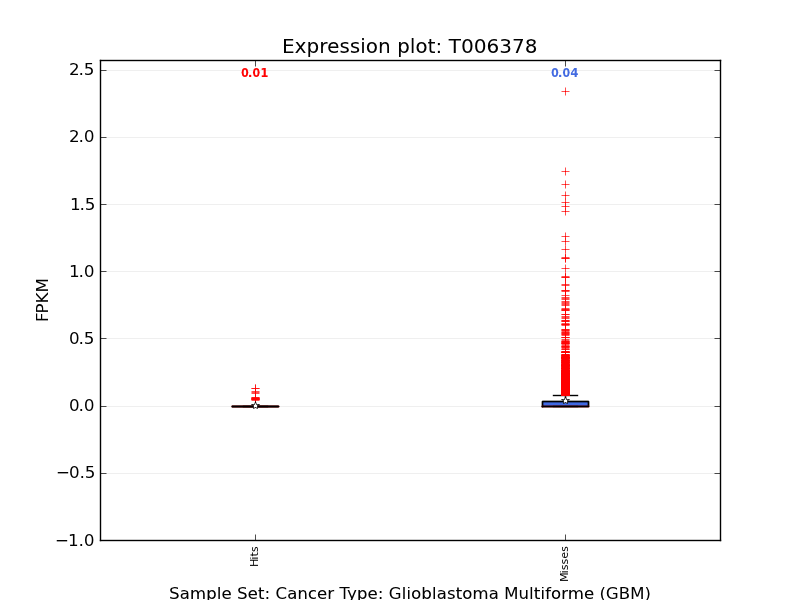 Expression plot: T006378
0.01
0.04
2.5
2.0
1.5
1.0
0.5
0.0
−0.5
−1.0
FPKM
Hits
Misses
Sample Set: Cancer Type: Glioblastoma Multiforme (GBM)